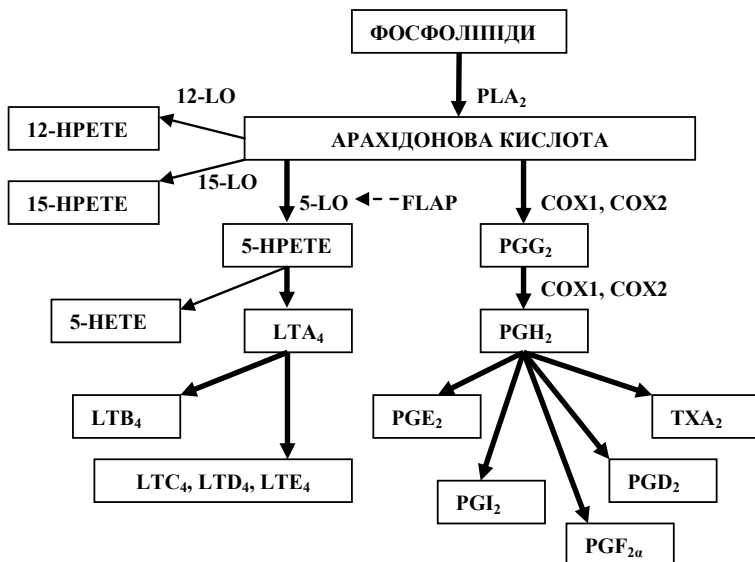 ФОСФОЛІПІДИ
PLA₂
12-LO
12-HPETE
АРАХІДОНОВА КИСЛОТА
15-LO
15-HPETE
5-LO
FLAP
COX1, COX2
5-HPETE
PGG₂
COX1, COX2
5-HETE
LTA₄
PGH₂
LTB₄
PGE₂
TXA₂
LTC₄, LTD₄, LTE₄
PGI₂
PGD₂
PGF₂α